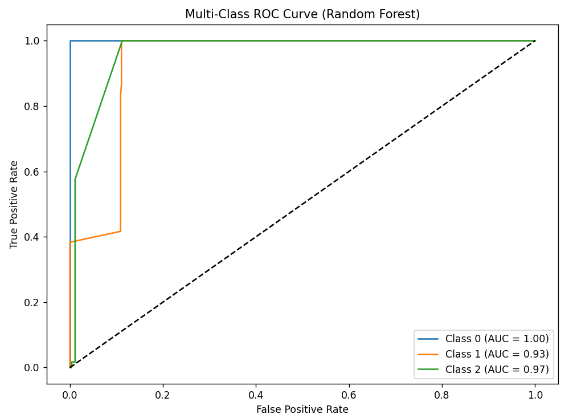 Multi-Class ROC Curve (Random Forest)
True Positive Rate
1.0
0.8
0.6
0.4
0.2
0.0
0.0 0.2 0.4 0.6 0.8 1.0
False Positive Rate
Class 0 (AUC = 1.00)
Class 1 (AUC = 0.93)
Class 2 (AUC = 0.97)